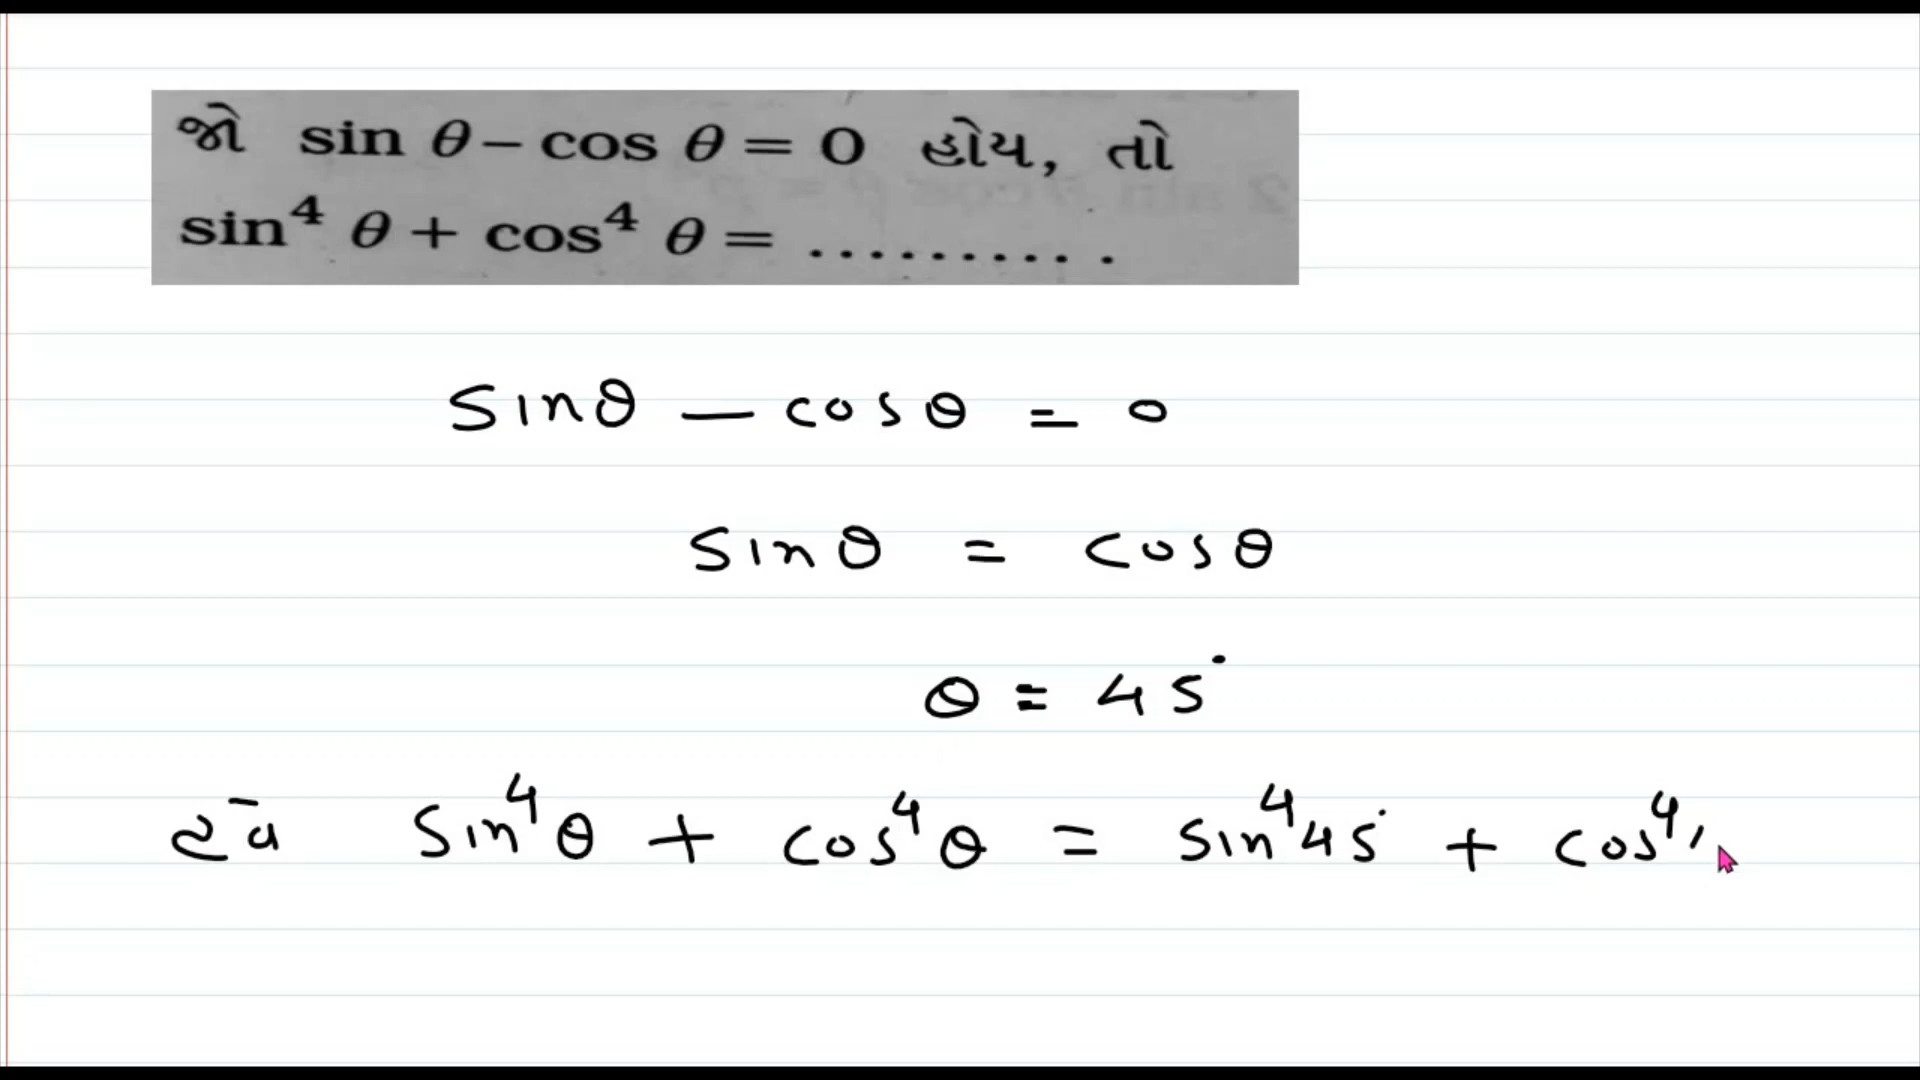 જો sin θ – cos θ = 0 હોય, તો
sin⁴ θ + cos⁴ θ = ..........
sinθ — cosθ = 0
sinθ = cosθ
θ = 45°
હવે sin⁴θ + cos⁴θ = sin⁴45° + cos⁴